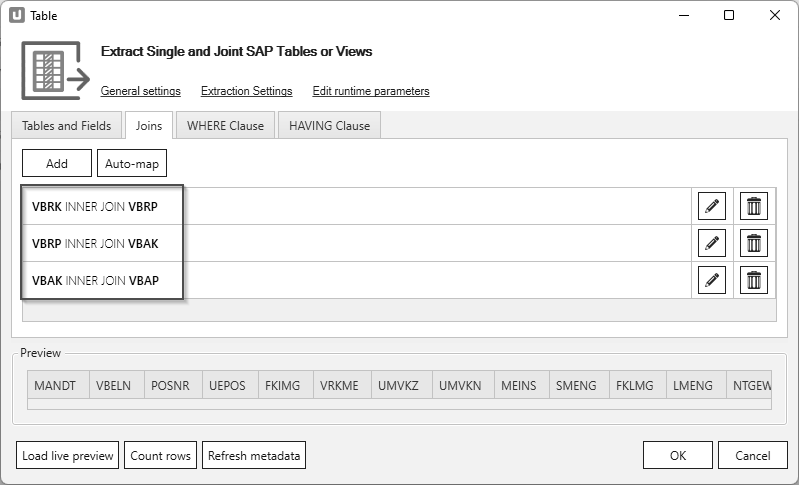 Table
Extract Single and Joint SAP Tables or Views
General settings Extraction Settings Edit runtime parameters
Tables and Fields Joins WHERE Clause HAVING Clause
Add Auto-map
VBRK INNER JOIN VBRP
VBRP INNER JOIN VBAK
VBAK INNER JOIN VBAP
Preview
MANDT VBELN POSNR UEPOS FKIMG VRKME UMVKZ UMVKN MEINS SMENG FKLMG LMENG NTGEW
Load live preview Count rows Refresh metadata OK Cancel